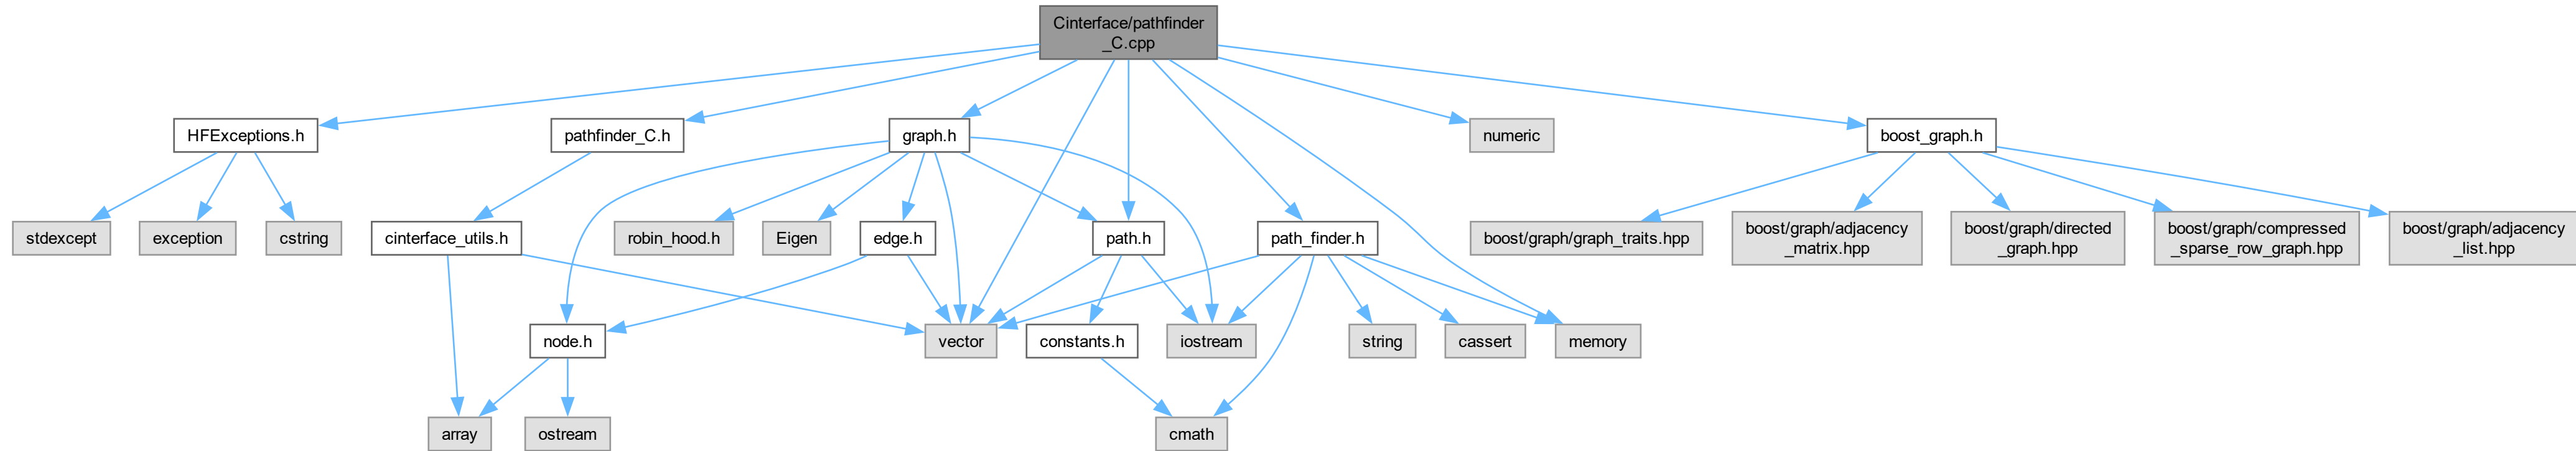 Cinterface/pathfinder
_C.cpp
HFExceptions.h
pathfinder_C.h
graph.h
numeric
boost_graph.h
stdexcept
exception
cstring
cinterface_utils.h
robin_hood.h
Eigen
edge.h
path.h
path_finder.h
boost/graph/graph_traits.hpp
boost/graph/adjacency
_matrix.hpp
boost/graph/directed
_graph.hpp
boost/graph/compressed
_sparse_row_graph.hpp
boost/graph/adjacency
_list.hpp
node.h
vector
constants.h
iostream
string
cassert
memory
array
ostream
cmath